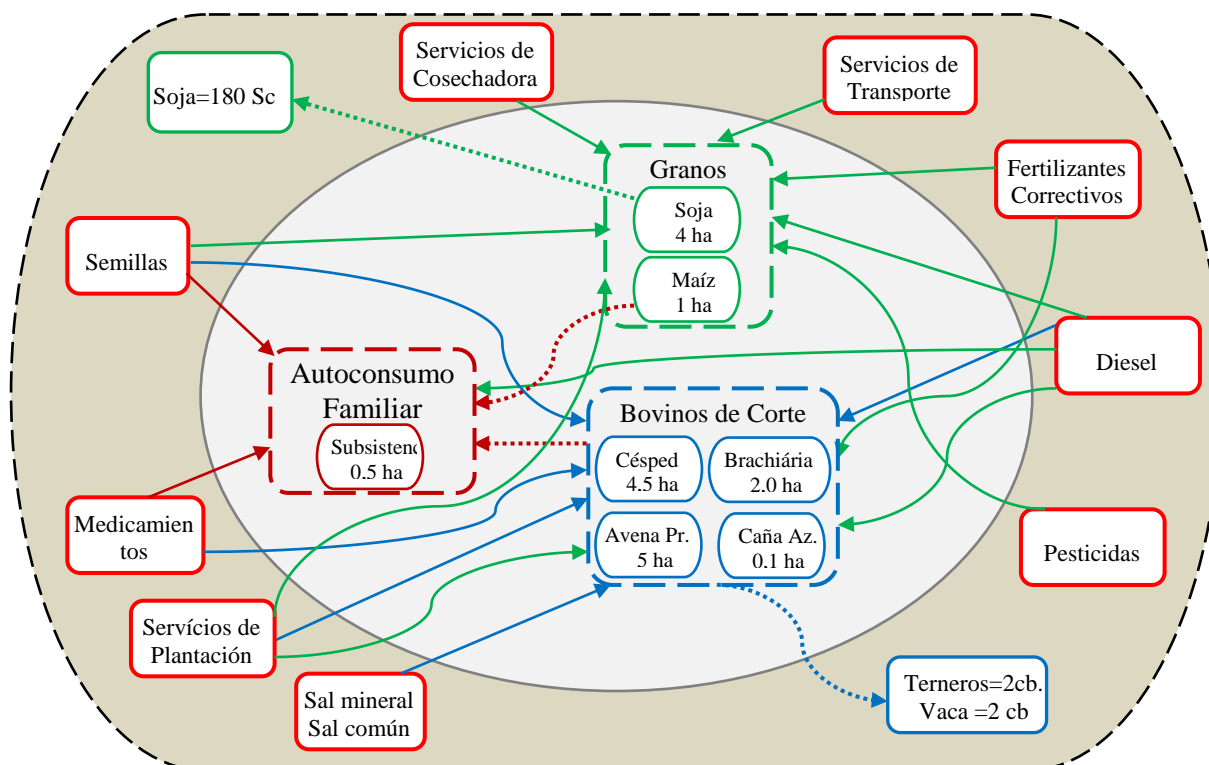 Servicios de
Cosechadora
Servicios de
Transporte
Soja=180 Sc
Granos
Fertilizantes
Correctivos
Soja
4 ha
Semillas
Maíz
1 ha
Diesel
Autoconsumo
Familiar
Subsistenc
0.5 ha
Bovinos de Corte
Césped
4.5 ha
Brachiária
2.0 ha
Medicamien
tos
Avena Pr.
5 ha
Caña Az.
0.1 ha
Pesticidas
Servícios de
Plantación
Sal mineral
Sal común
Terneros=2cb.
Vaca =2 cb